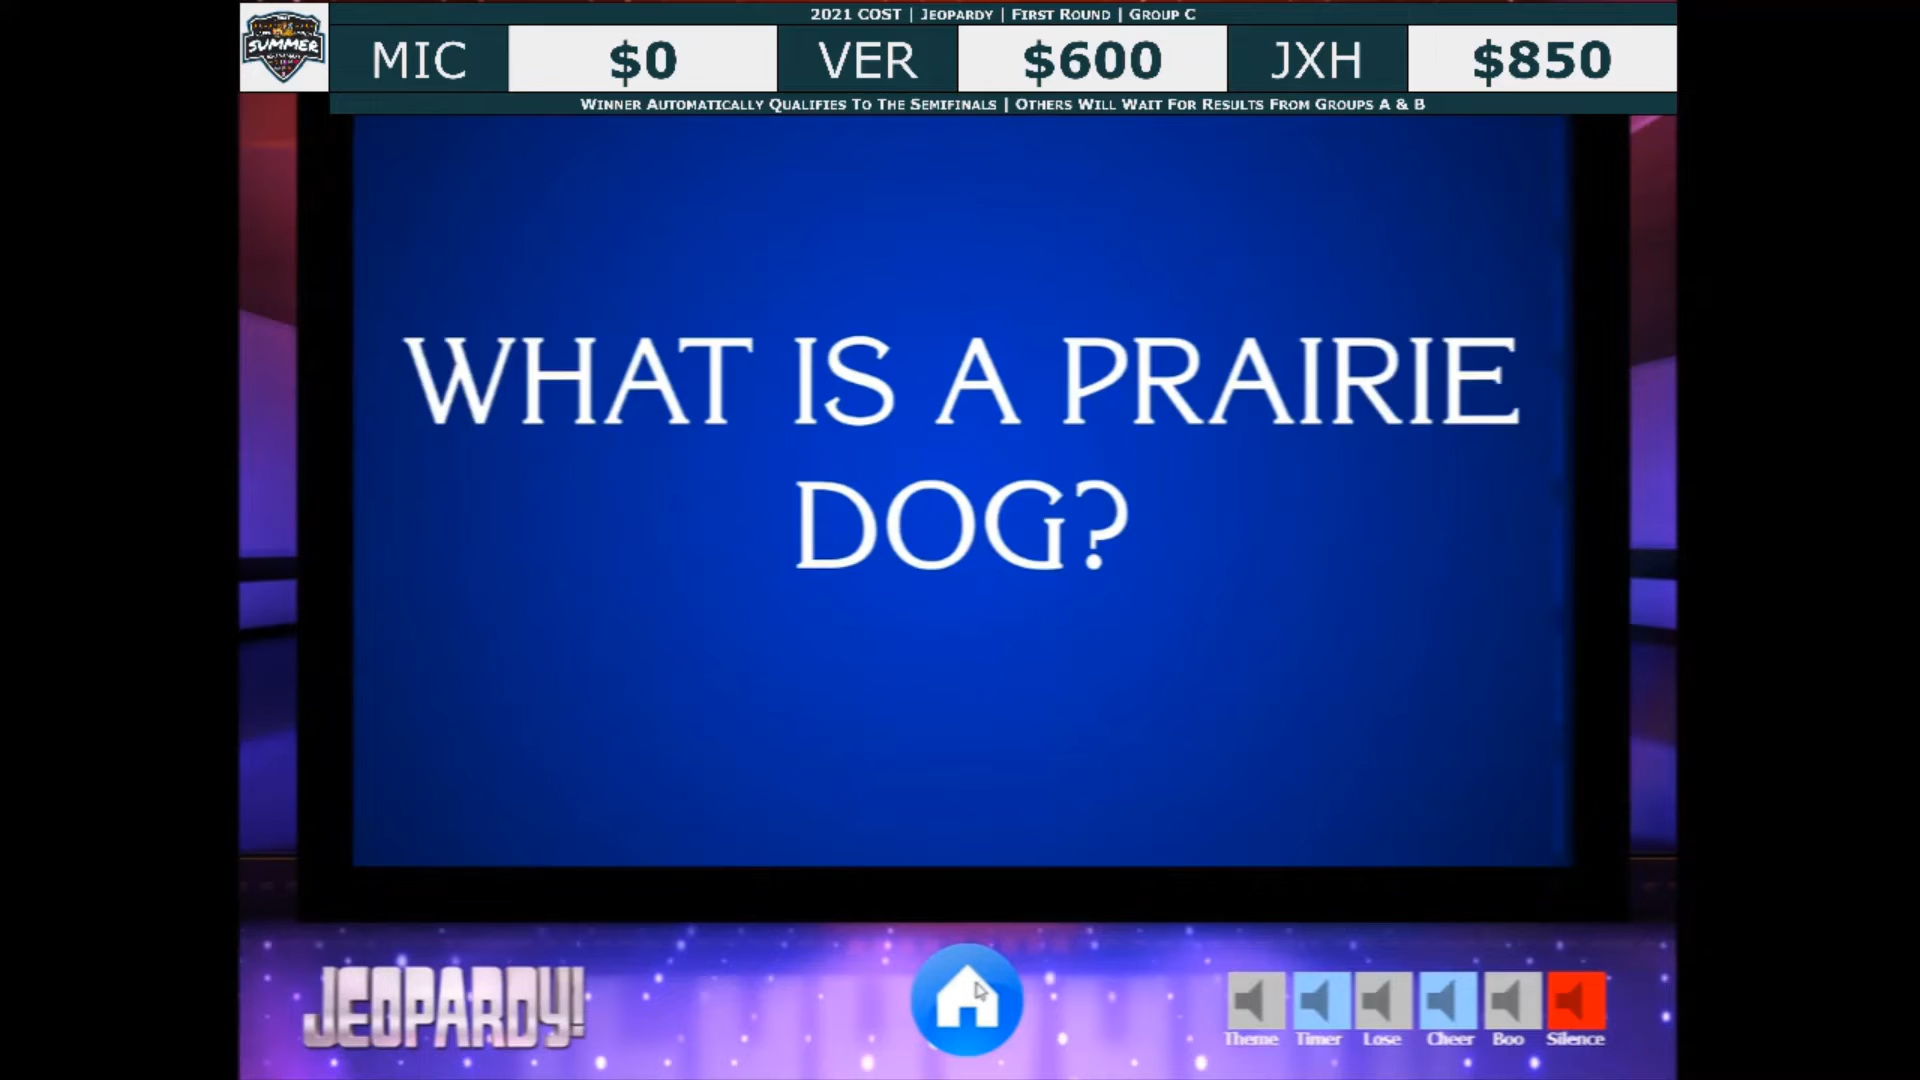 2021 COST | JEOPARDY | FIRST ROUND | GROUP C
SUMMER
MIC $0 VER $600 JXH $850
WINNER AUTOMATICALLY QUALIFIES TO THE SEMIFINALS | OTHERS WILL WAIT FOR RESULTS FROM GROUPS A & B
WHAT IS A PRAIRIE
DOG?
JEOPARDY!
Theme Timer Lose Cheer Boo Silence